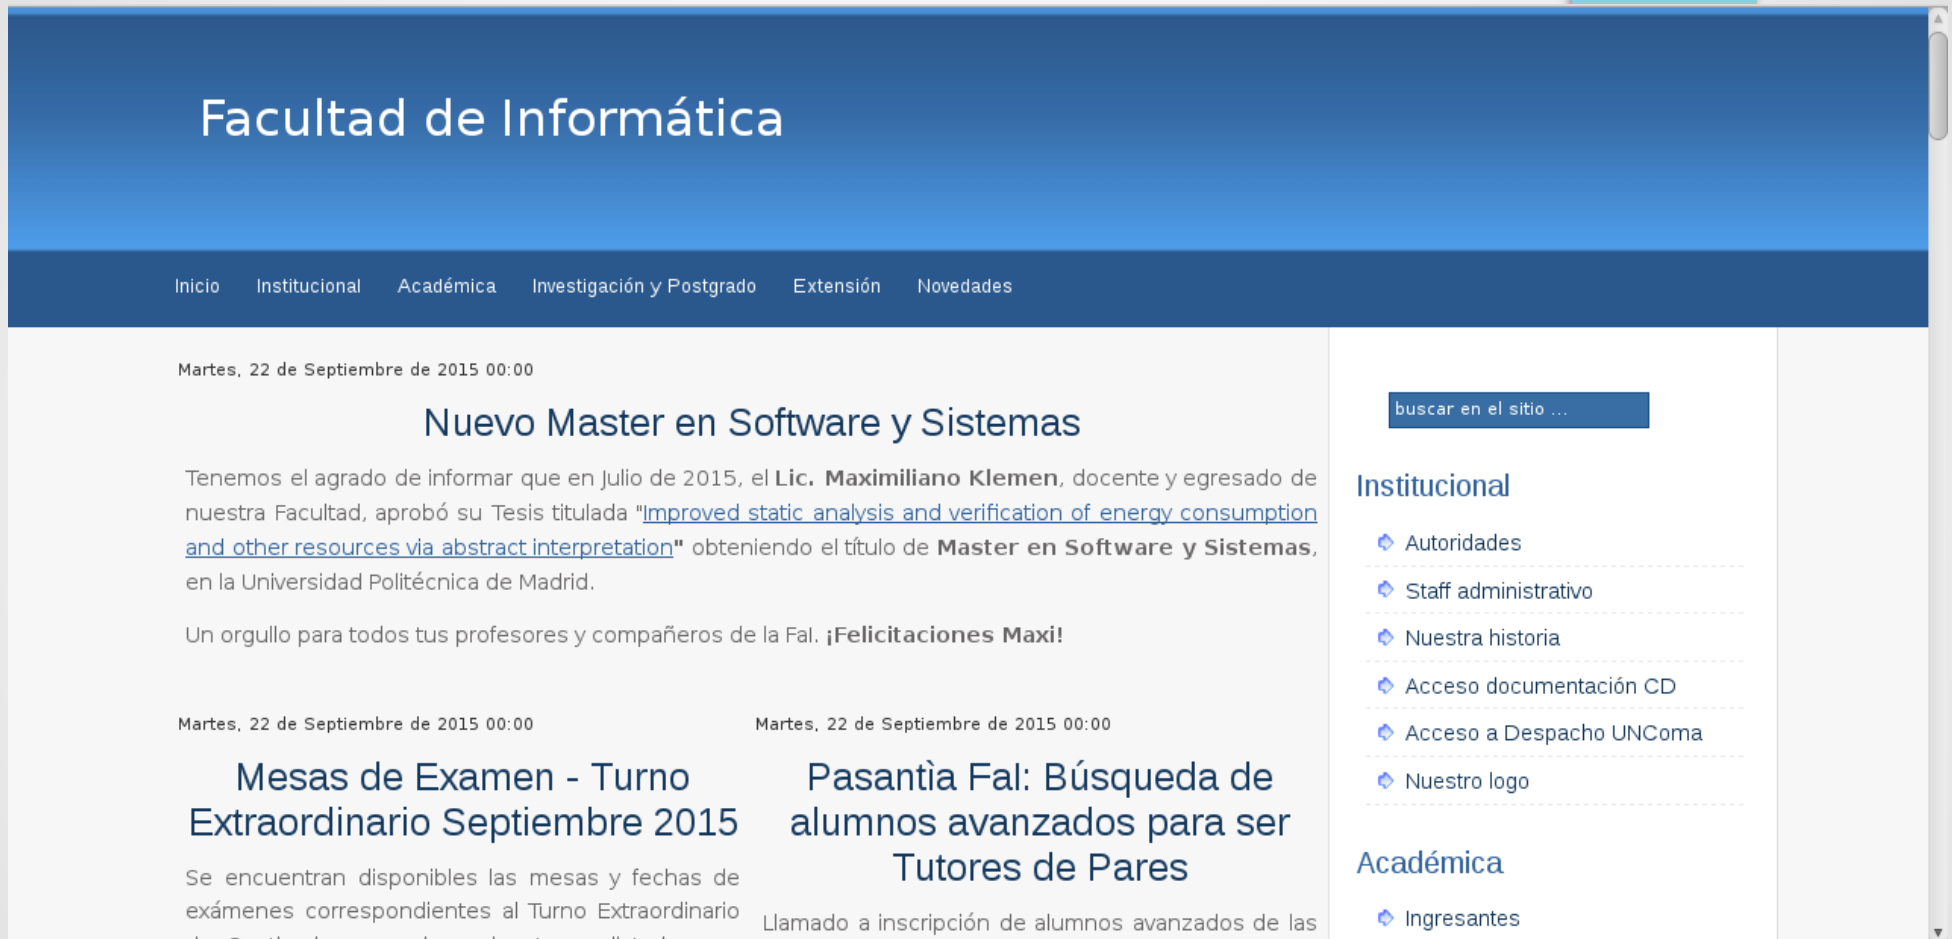 Facultad de Informática
Inicio Institucional Académica Investigación y Postgrado Extensión Novedades
Martes, 22 de Septiembre de 2015 00:00
Nuevo Master en Software y Sistemas
Tenemos el agrado de informar que en Julio de 2015, el Lic. Maximiliano Klemen, docente y egresado de
nuestra Facultad, aprobó su Tesis titulada "Improved static analysis and verification of energy consumption
and other resources via abstract interpretation" obteniendo el título de Master en Software y Sistemas,
en la Universidad Politécnica de Madrid.
Un orgullo para todos tus profesores y compañeros de la FaI. ¡Felicitaciones Maxi!
Martes, 22 de Septiembre de 2015 00:00
Mesas de Examen - Turno
Extraordinario Septiembre 2015
Se encuentran disponibles las mesas y fechas de
exámenes correspondientes al Turno Extraordinario
Martes, 22 de Septiembre de 2015 00:00
Pasantìa FaI: Búsqueda de
alumnos avanzados para ser
Tutores de Pares
Llamado a inscripción de alumnos avanzados de las
buscar en el sitio ...
Institucional
Autoridades
Staff administrativo
Nuestra historia
Acceso documentación CD
Acceso a Despacho UNComa
Nuestro logo
Académica
Ingresantes